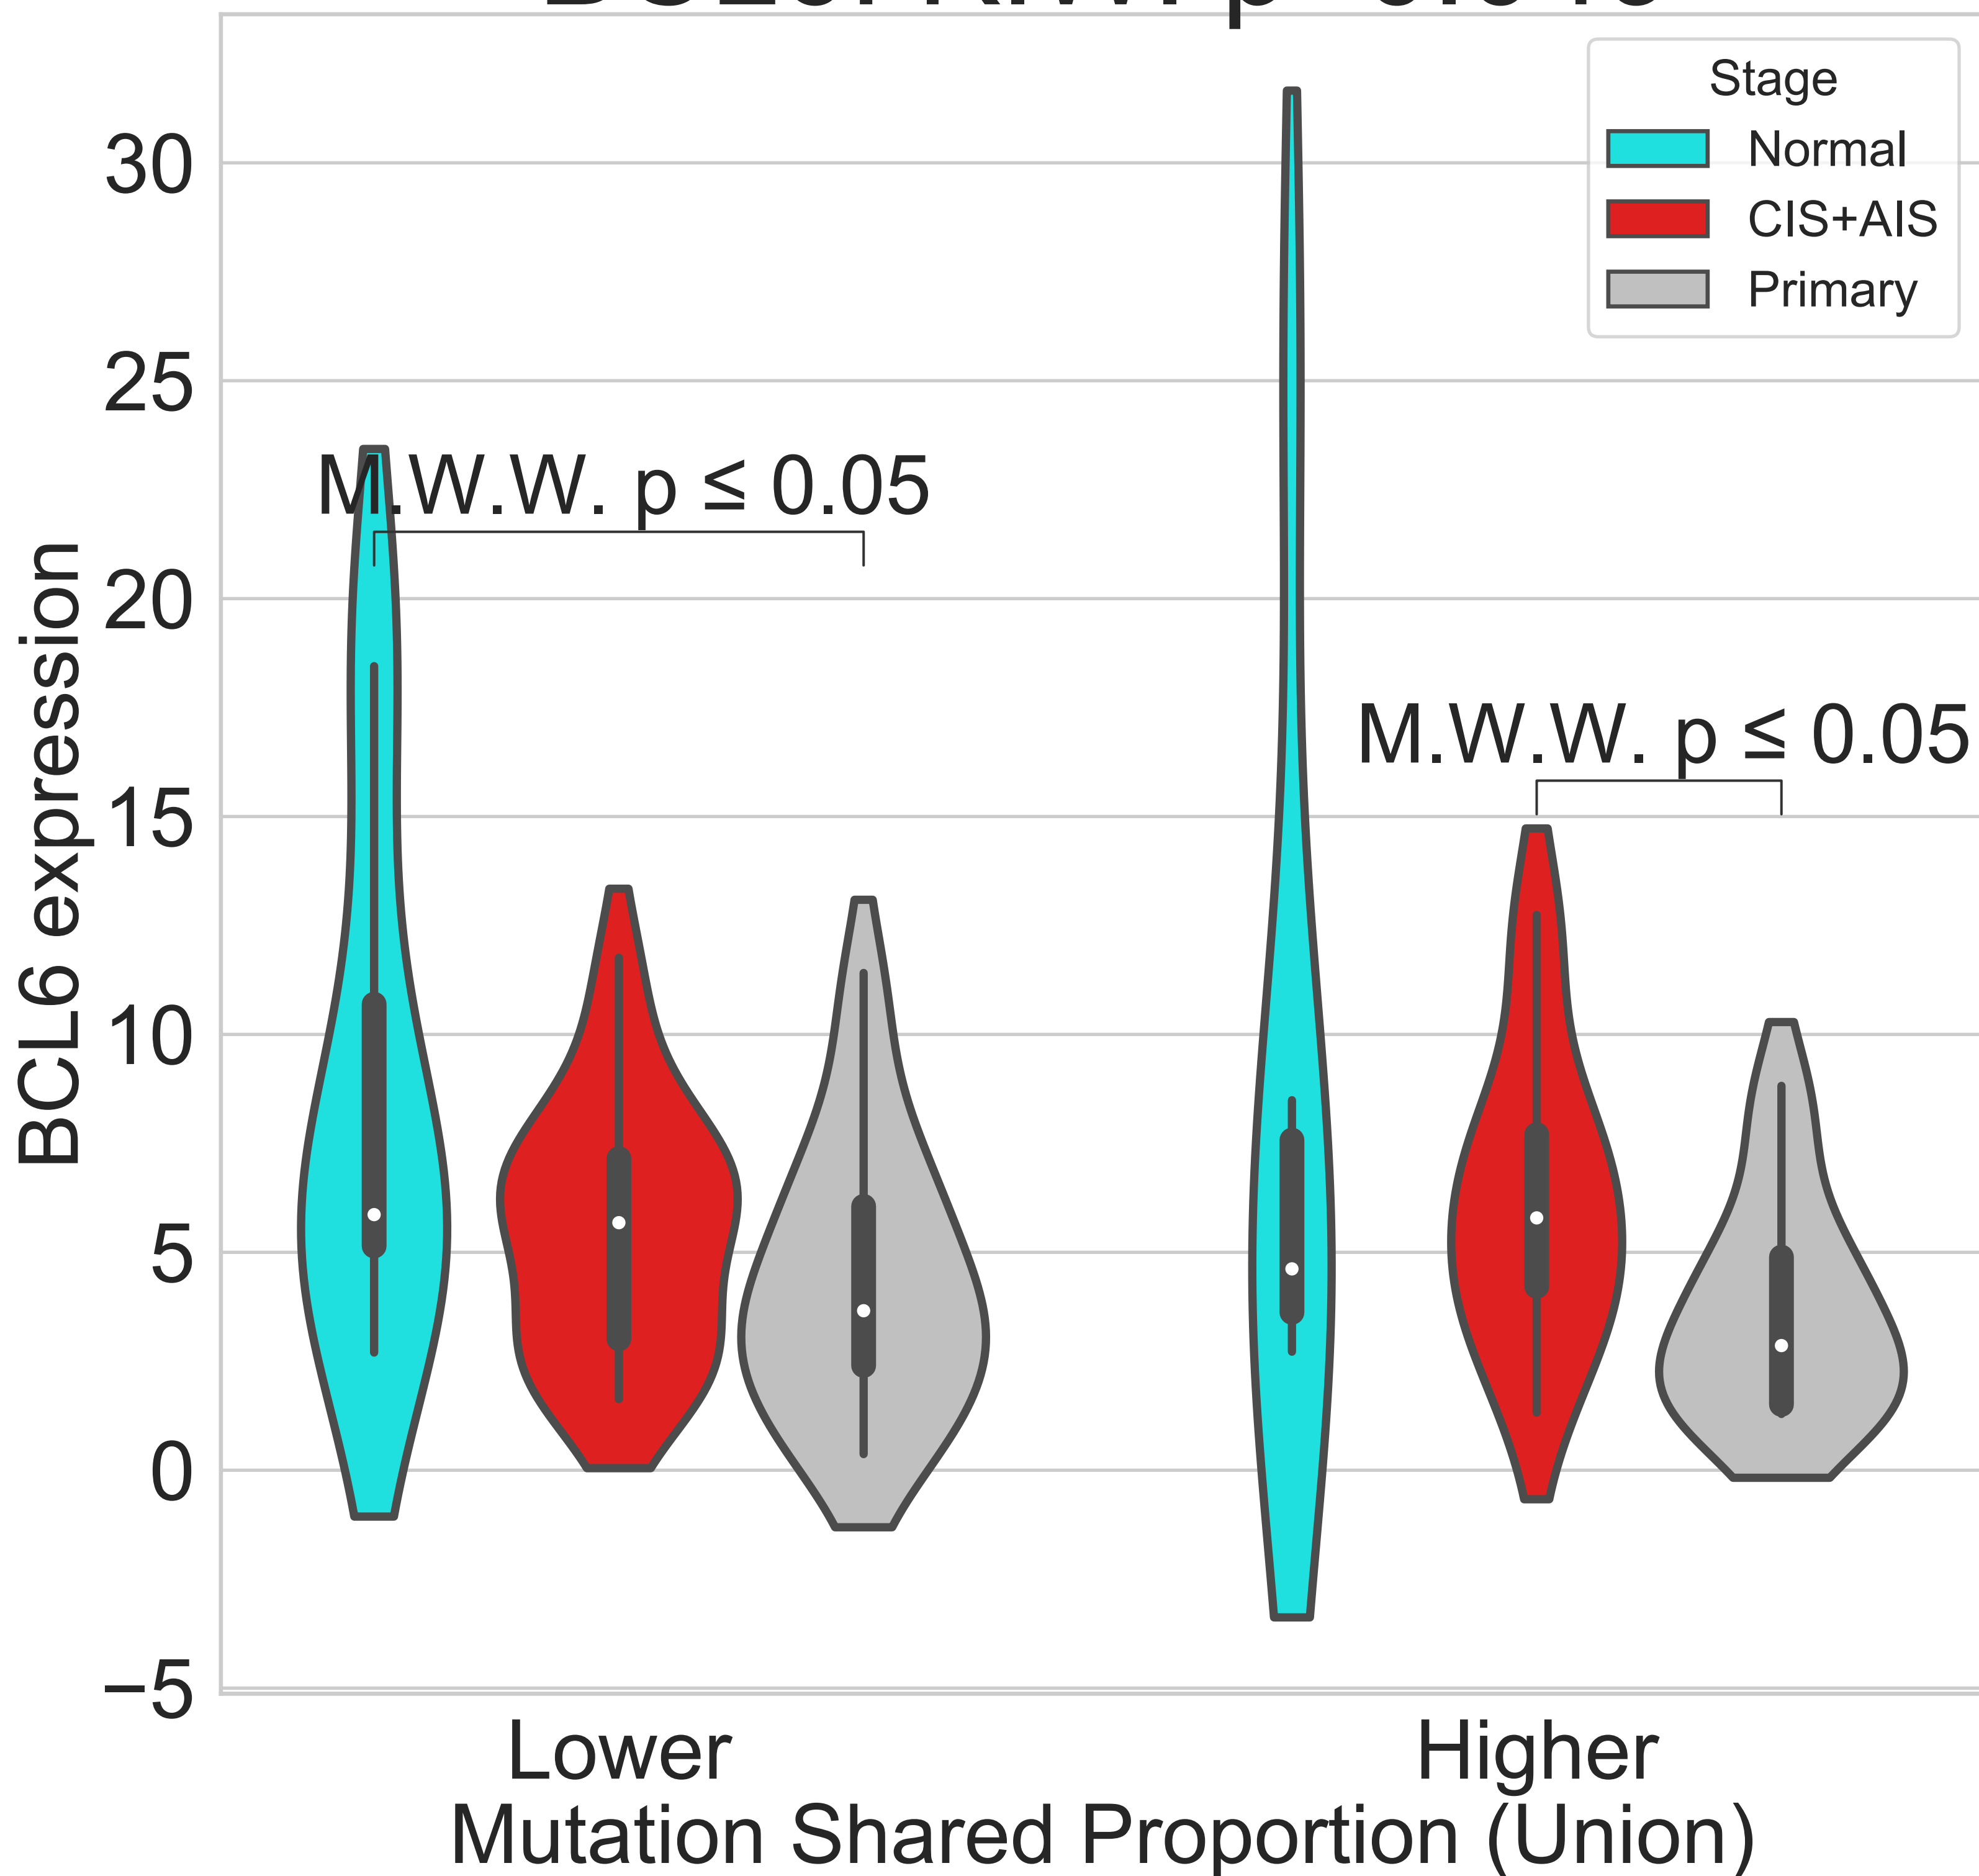 Stage
Normal
CIS+AIS
Primary
30
25
20
15
10
5
0
−5
BCL6 expression
M.W.W. p ≤ 0.05
M.W.W. p ≤ 0.05
Lower
Higher
Mutation Shared Proportion (Union)